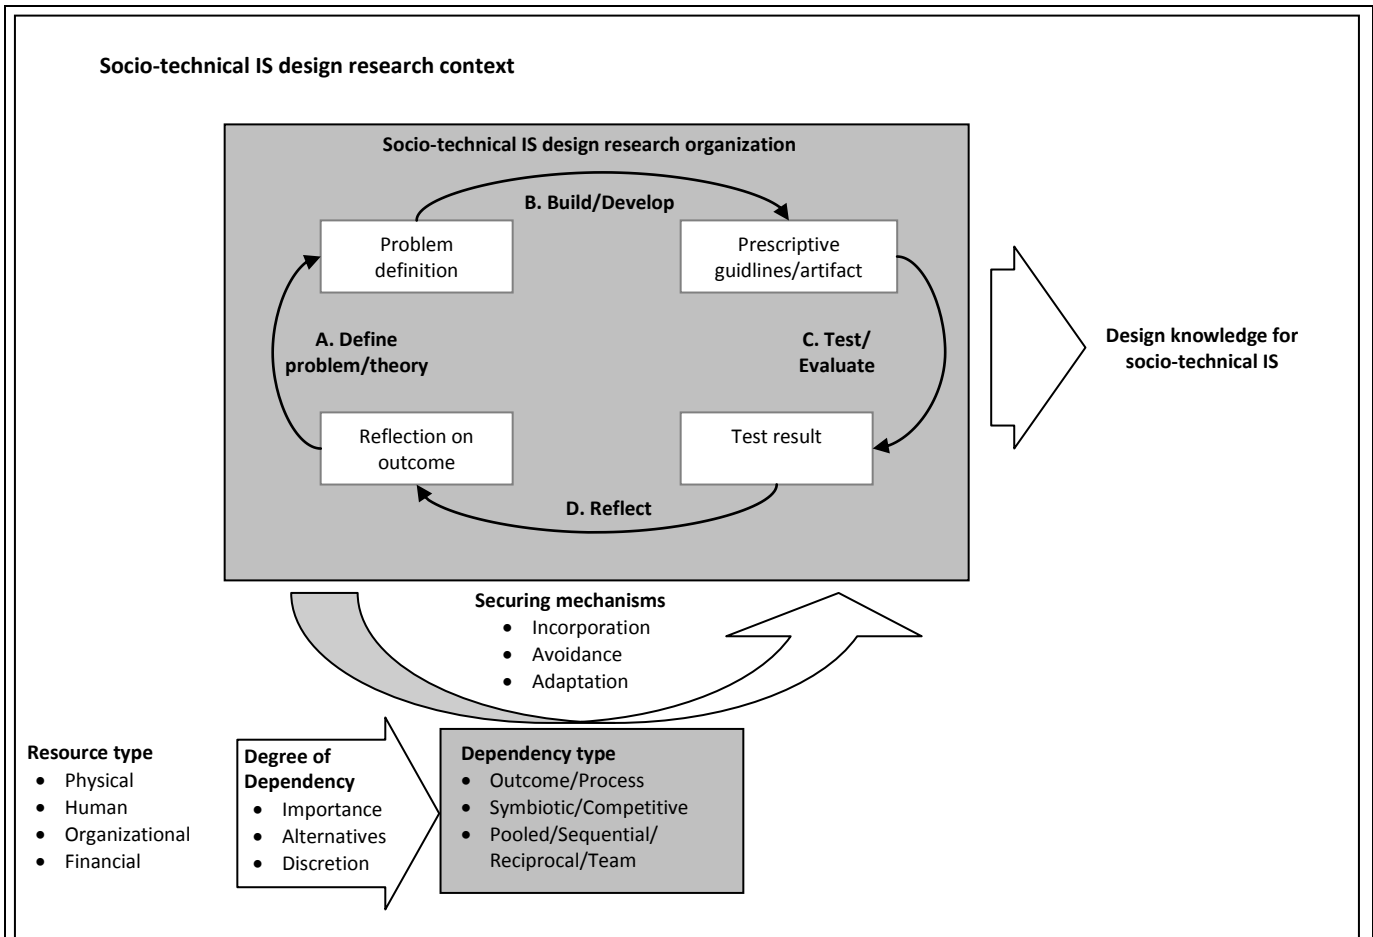 Socio-technical IS design research context
Socio-technical IS design research organization
B. Build/Develop
Problem
definition
Prescriptive
guidlines/artifact
A. Define
problem/theory
C. Test/
Evaluate
Design knowledge for
socio-technical IS
Reflection on
outcome
Test result
D. Reflect
Securing mechanisms
• Incorporation
• Avoidance
• Adaptation
Resource type
• Physical
• Human
• Organizational
• Financial
Degree of
Dependency
• Importance
• Alternatives
• Discretion
Dependency type
• Outcome/Process
• Symbiotic/Competitive
• Pooled/Sequential/
Reciprocal/Team